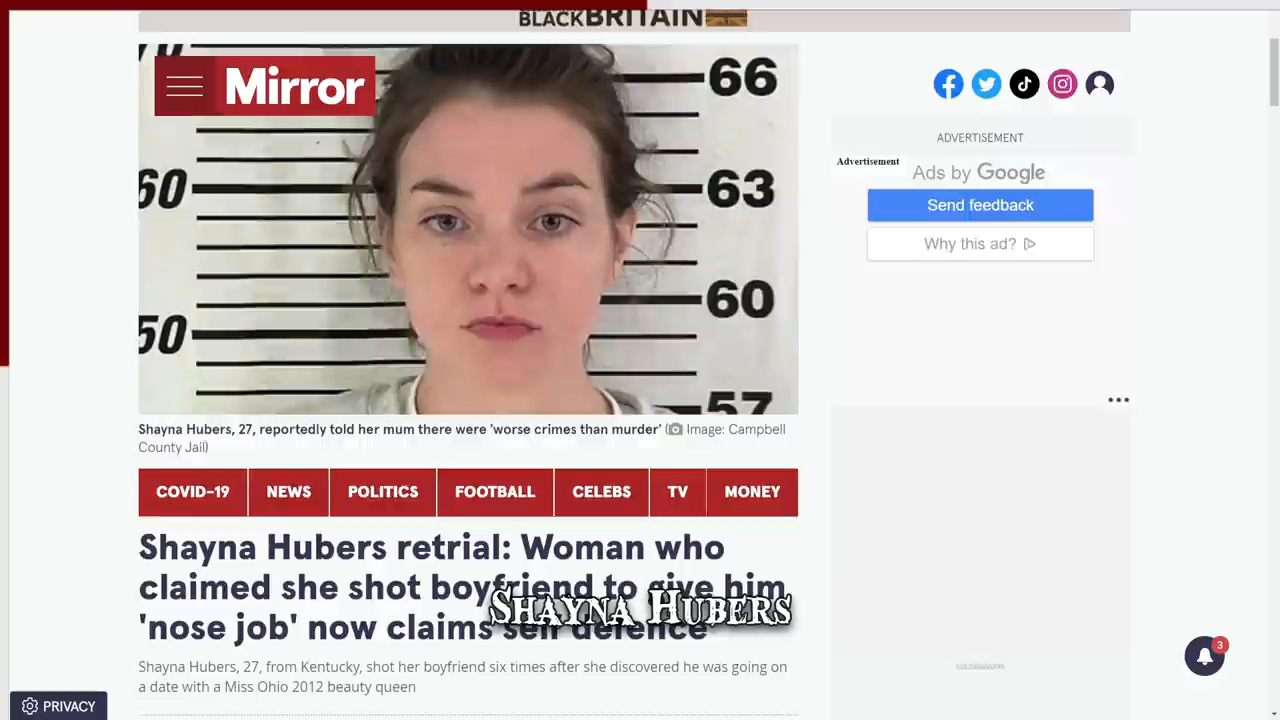 BLACKBRITAIN
Mirror
66
60
63
60
50
57
ADVERTISEMENT
Advertisement
Ads by Google
Send feedback
Why this ad?
Shayna Hubers, 27, reportedly told her mum there were 'worse crimes than murder' (Image: Campbell
County Jail)
COVID-19 NEWS POLITICS FOOTBALL CELEBS TV MONEY
Shayna Hubers retrial: Woman who
claimed she shot boyfriend to give him
'nose job' now claims self defence
SHAYNA HUBERS
Shayna Hubers, 27, from Kentucky, shot her boyfriend six times after she discovered he was going on
a date with a Miss Ohio 2012 beauty queen
3
PRIVACY